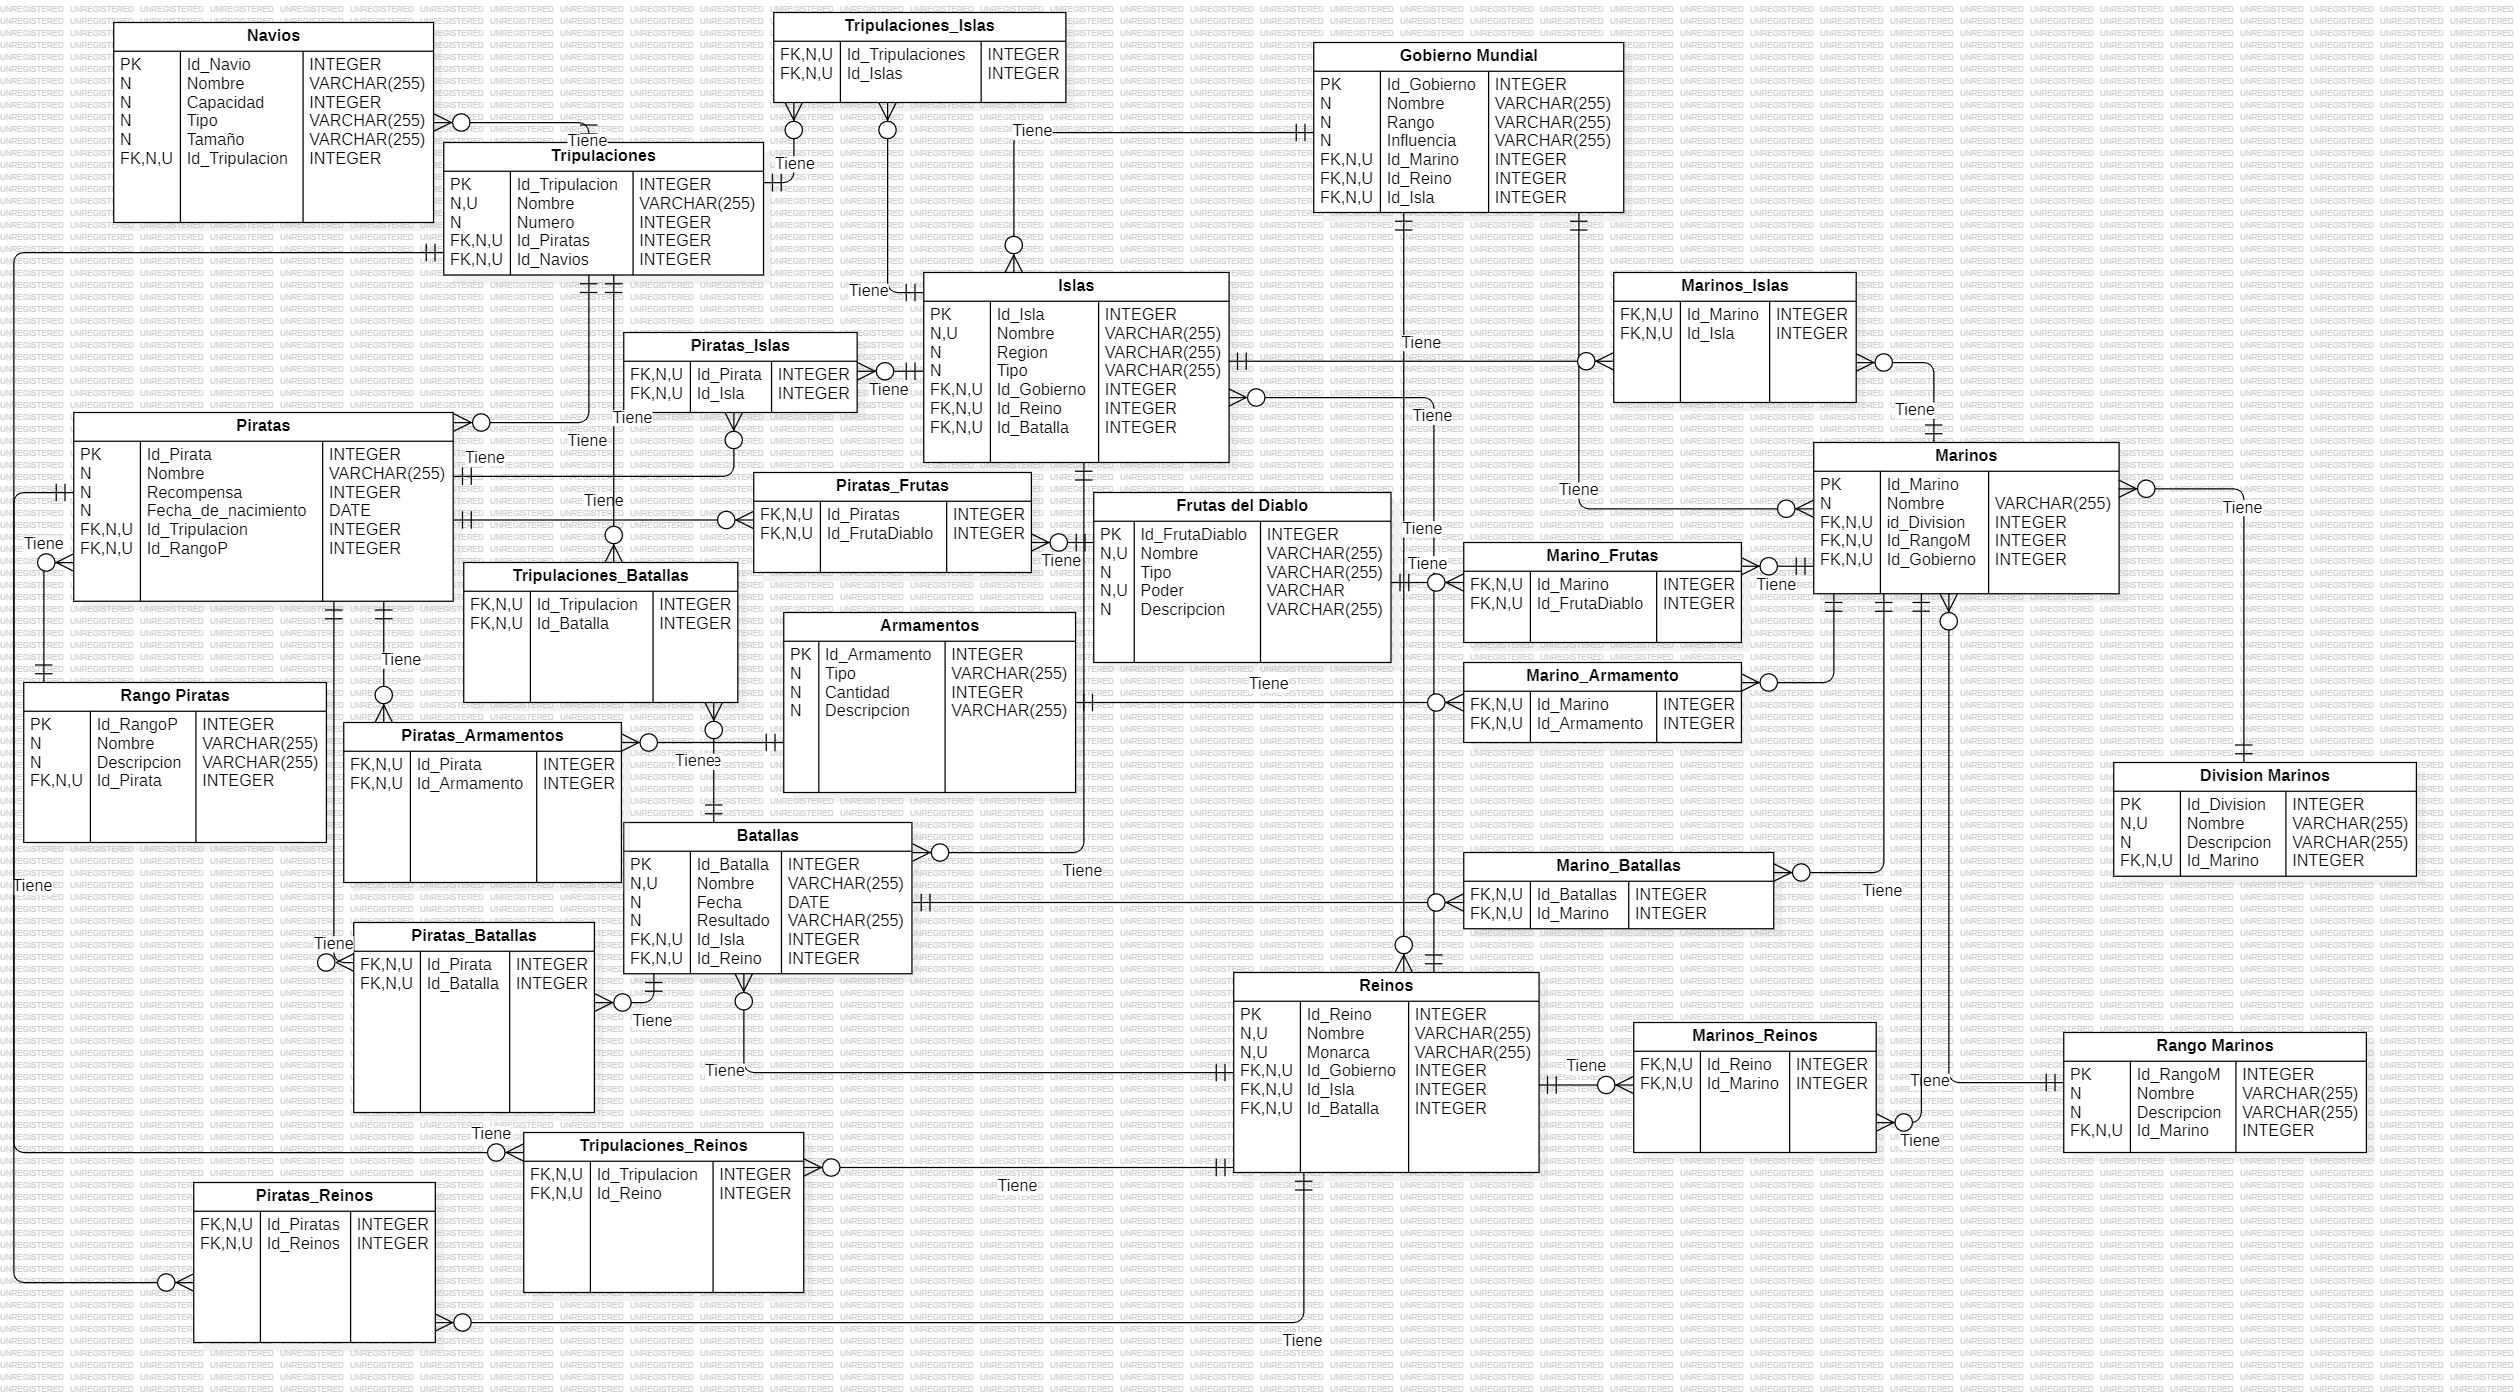 Navios
PK Id_Navio INTEGER
N Nombre VARCHAR(255)
N Capacidad INTEGER
N Tipo VARCHAR(255)
N Tamaño VARCHAR(255)
FK,N,U Id_Tripulacion INTEGER
Tripulaciones_Islas
FK,N,U Id_Tripulaciones INTEGER
FK,N,U Id_Islas INTEGER
Gobierno Mundial
PK Id_Gobierno INTEGER
N Nombre VARCHAR(255)
N Rango VARCHAR(255)
N Influencia VARCHAR(255)
FK,N,U Id_Marino INTEGER
FK,N,U Id_Reino INTEGER
FK,N,U Id_Isla INTEGER
Tiene
Tiene
Tiene
Tripulaciones
PK Id_Tripulacion INTEGER
N,U Nombre VARCHAR(255)
N Numero INTEGER
FK,N,U Id_Piratas INTEGER
FK,N,U Id_Navios INTEGER
Tiene
Islas
PK Id_Isla INTEGER
N,U Nombre VARCHAR(255)
N Region VARCHAR(255)
N Tipo VARCHAR(255)
FK,N,U Id_Gobierno INTEGER
FK,N,U Id_Reino INTEGER
FK,N,U Id_Batalla INTEGER
Marinos_Islas
FK,N,U Id_Marino INTEGER
FK,N,U Id_Isla INTEGER
Tiene
Piratas_Islas
FK,N,U Id_Pirata INTEGER
FK,N,U Id_Isla INTEGER
Tiene
Tiene
Tiene
Tiene
Tiene
Piratas
PK Id_Pirata INTEGER
N Nombre VARCHAR(255)
N Recompensa INTEGER
N Fecha_de_nacimiento DATE
FK,N,U Id_Tripulacion INTEGER
FK,N,U Id_RangoP INTEGER
Tiene
Tiene
Tiene
Tiene
Marinos
PK Id_Marino
N Nombre VARCHAR(255)
FK,N,U id_Division INTEGER
FK,N,U Id_RangoM INTEGER
FK,N,U Id_Gobierno INTEGER
Tiene
Piratas_Frutas
FK,N,U Id_Piratas INTEGER
FK,N,U Id_FrutaDiablo INTEGER
Tiene
Frutas del Diablo
PK Id_FrutaDiablo INTEGER
N,U Nombre VARCHAR(255)
N Tipo VARCHAR(255)
N,U Poder VARCHAR
N Descripcion VARCHAR(255)
Tiene
Tiene
Tiene
Marino_Frutas
FK,N,U Id_Marino INTEGER
FK,N,U Id_FrutaDiablo INTEGER
Tiene
Tripulaciones_Batallas
FK,N,U Id_Tripulacion INTEGER
FK,N,U Id_Batalla INTEGER
Armamentos
PK Id_Armamento INTEGER
N Tipo VARCHAR(255)
N Cantidad INTEGER
N Descripcion VARCHAR(255)
Tiene
Tiene
Marino_Armamento
FK,N,U Id_Marino INTEGER
FK,N,U Id_Armamento INTEGER
Rango Piratas
PK Id_RangoP INTEGER
N Nombre VARCHAR(255)
N Descripcion VARCHAR(255)
FK,N,U Id_Pirata INTEGER
Piratas_Armamentos
FK,N,U Id_Pirata INTEGER
FK,N,U Id_Armamento INTEGER
Tiene
Division Marinos
PK Id_Division INTEGER
N,U Nombre VARCHAR(255)
N Descripcion VARCHAR(255)
FK,N,U Id_Marino INTEGER
Batallas
PK Id_Batalla INTEGER
N,U Nombre VARCHAR(255)
N Fecha DATE
N Resultado VARCHAR(255)
FK,N,U Id_Isla INTEGER
FK,N,U Id_Reino INTEGER
Tiene
Marino_Batallas
FK,N,U Id_Batallas INTEGER
FK,N,U Id_Marino INTEGER
Tiene
Tiene
Tiene
Piratas_Batallas
FK,N,U Id_Pirata INTEGER
FK,N,U Id_Batalla INTEGER
Tiene
Reinos
PK Id_Reino INTEGER
N,U Nombre VARCHAR(255)
N,U Monarca VARCHAR(255)
FK,N,U Id_Gobierno INTEGER
FK,N,U Id_Isla INTEGER
FK,N,U Id_Batalla INTEGER
Tiene
Tiene
Marinos_Reinos
FK,N,U Id_Reino INTEGER
FK,N,U Id_Marino INTEGER
Tiene
Tiene
Rango Marinos
PK Id_RangoM INTEGER
N Nombre VARCHAR(255)
N Descripcion VARCHAR(255)
FK,N,U Id_Marino INTEGER
Tiene
Tripulaciones_Reinos
FK,N,U Id_Tripulacion INTEGER
FK,N,U Id_Reino INTEGER
Tiene
Piratas_Reinos
FK,N,U Id_Piratas INTEGER
FK,N,U Id_Reinos INTEGER
Tiene
UNREGISTERED